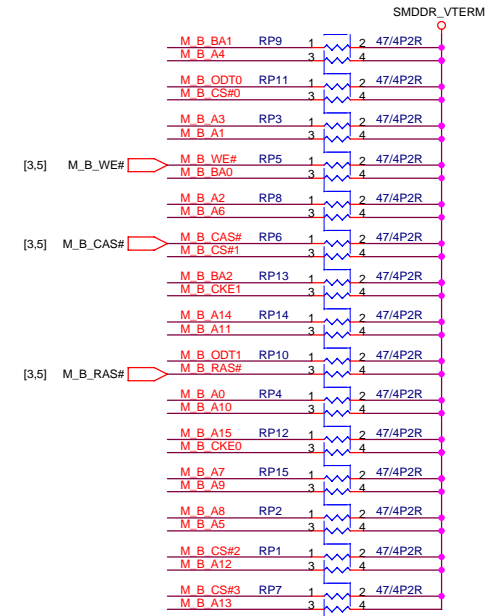 SMDDR_VTERM
M_B_BA1 RP9 1 2 47/4P2R
M_B_A4 3 4
M_B_ODT0 RP11 1 2 47/4P2R
M_B_CS#0 3 4
M_B_A3 RP3 1 2 47/4P2R
M_B_A1 3 4
[3,5] M_B_WE# M_B_WE# RP5 1 2 47/4P2R
M_B_BA0 3 4
M_B_A2 RP8 1 2 47/4P2R
M_B_A6 3 4
[3,5] M_B_CAS# M_B_CAS# RP6 1 2 47/4P2R
M_B_CS#1 3 4
M_B_BA2 RP13 1 2 47/4P2R
M_B_CKE1 3 4
M_B_A14 RP14 1 2 47/4P2R
M_B_A11 3 4
M_B_ODT1 RP10 1 2 47/4P2R
[3,5] M_B_RAS# M_B_RAS# 3 4
M_B_A0 RP4 1 2 47/4P2R
M_B_A10 3 4
M_B_A15 RP12 1 2 47/4P2R
M_B_CKE0 3 4
M_B_A7 RP15 1 2 47/4P2R
M_B_A9 3 4
M_B_A8 RP2 1 2 47/4P2R
M_B_A5 3 4
M_B_CS#2 RP1 1 2 47/4P2R
M_B_A12 3 4
M_B_CS#3 RP7 1 2 47/4P2R
M_B_A13 3 4